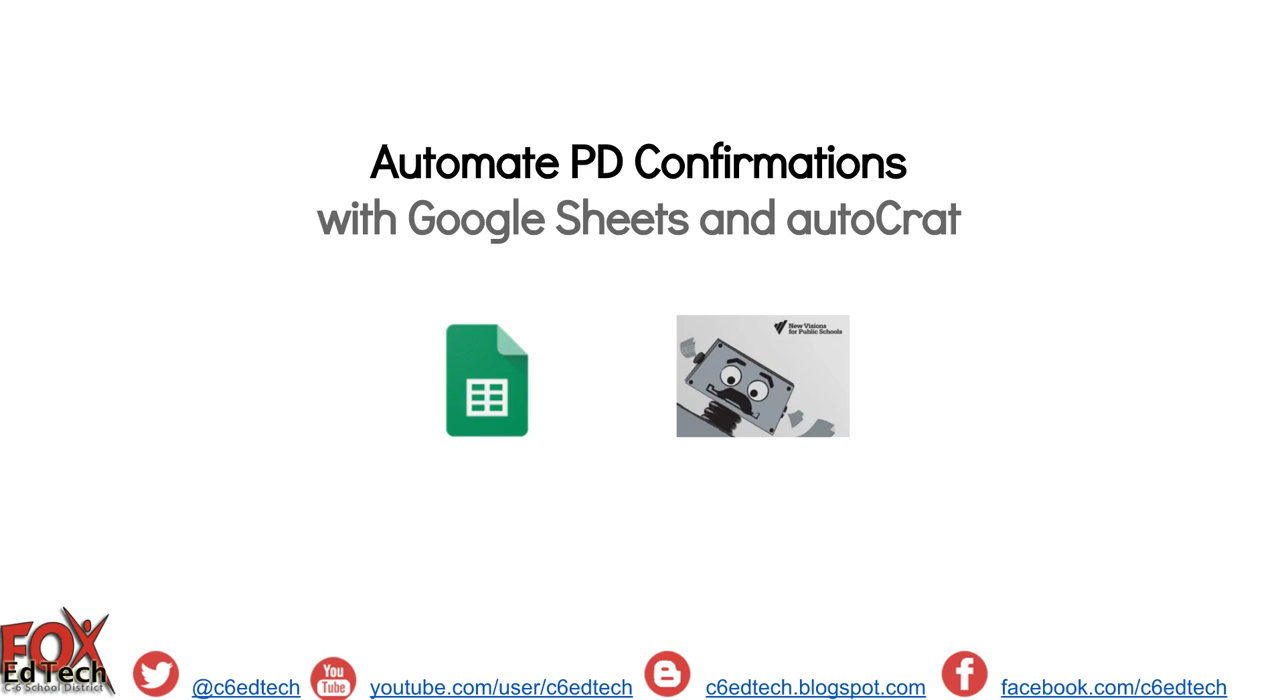 Automate PD Confirmations
with Google Sheets and autoCrat
New Visions
for Public Schools
FOX
EdTech
C-6 School District
@c6edtech
You
Tube
youtube.com/user/c6edtech
c6edtech.blogspot.com
facebook.com/c6edtech